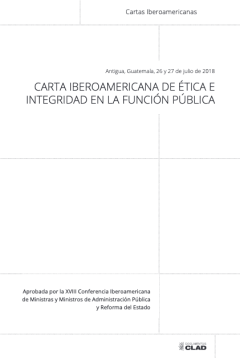 Cartas Iberoamericanas
Antigua, Guatemala, 26 y 27 de julio de 2018
CARTA IBEROAMERICANA DE ÉTICA E
INTEGRIDAD EN LA FUNCIÓN PÚBLICA
Aprobada por la XVIII Conferencia Iberoamericana
de Ministras y Ministros de Administración Pública
y Reforma del Estado
CLAD